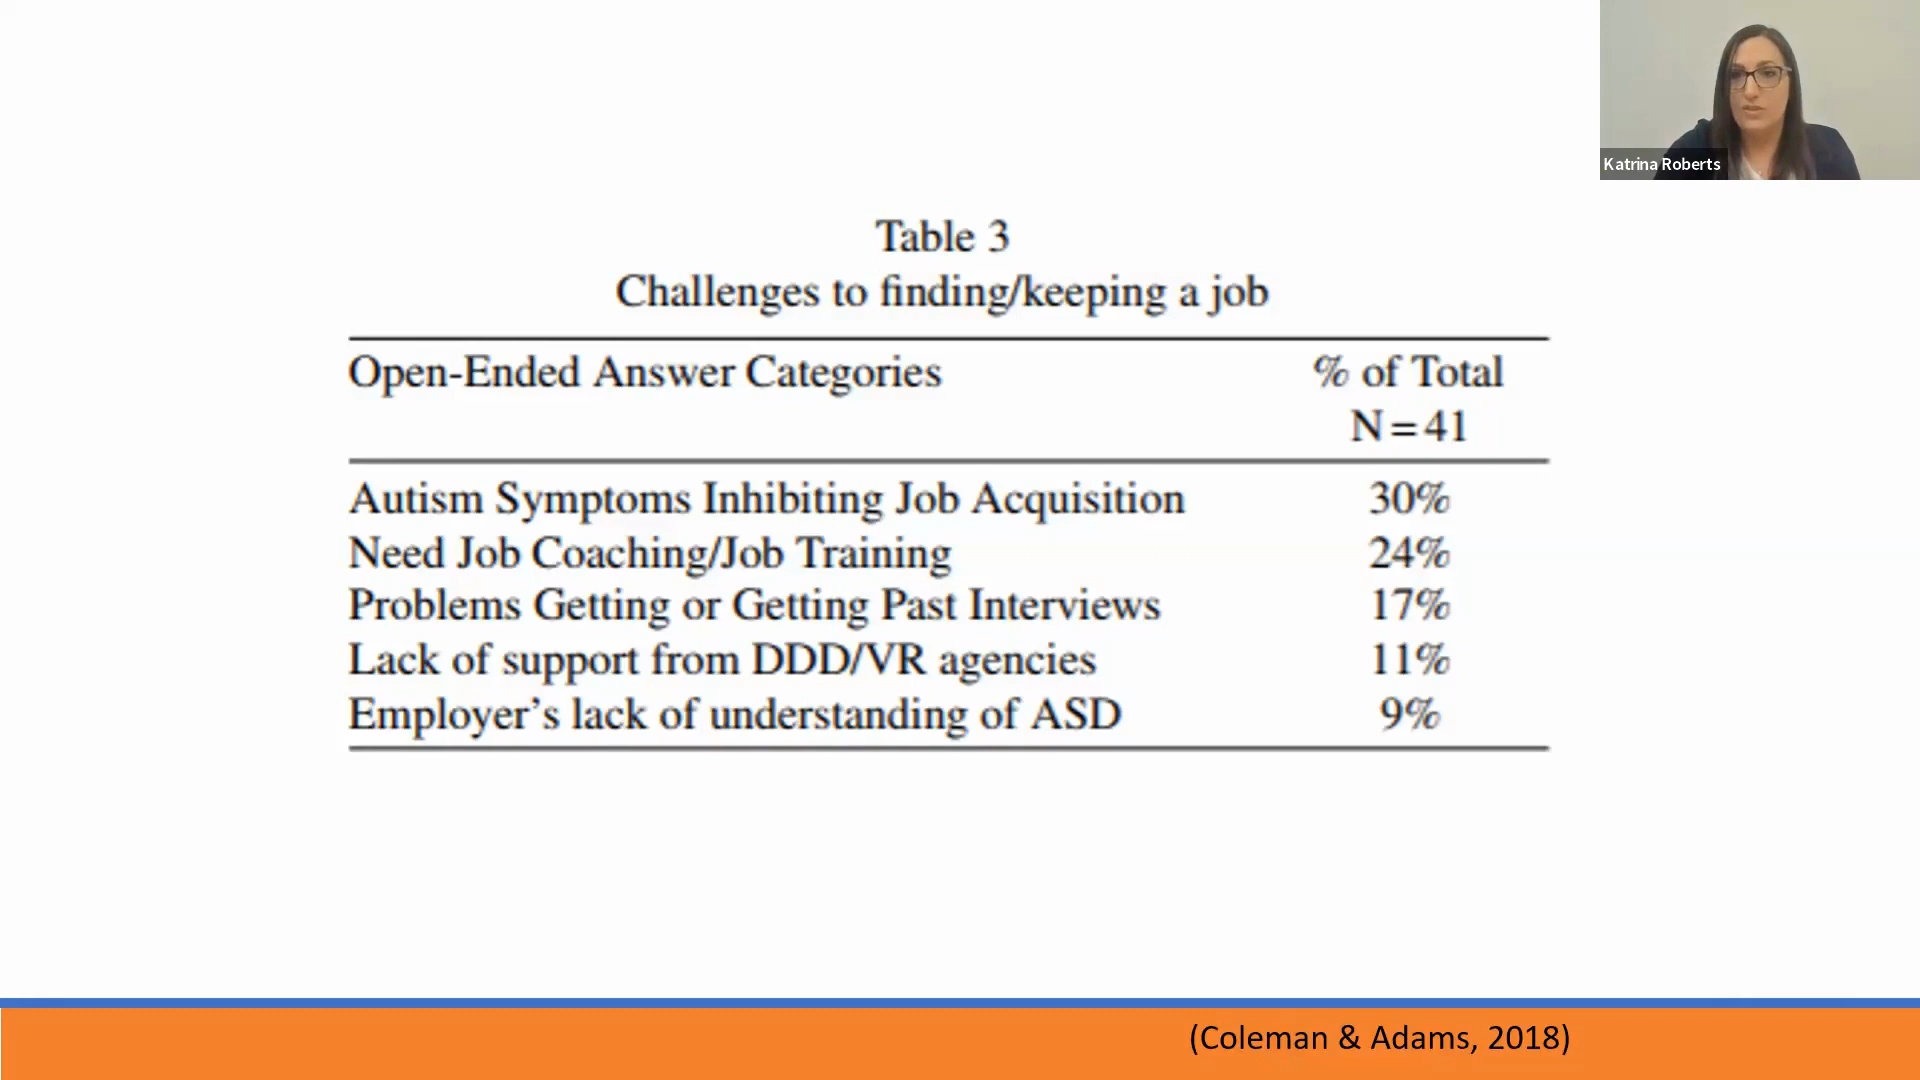 Katrina Roberts
Table 3
Challenges to finding/keeping a job
Open-Ended Answer Categories % of Total
N = 41
Autism Symptoms Inhibiting Job Acquisition 30%
Need Job Coaching/Job Training 24%
Problems Getting or Getting Past Interviews 17%
Lack of support from DDD/VR agencies 11%
Employer’s lack of understanding of ASD 9%
(Coleman & Adams, 2018)